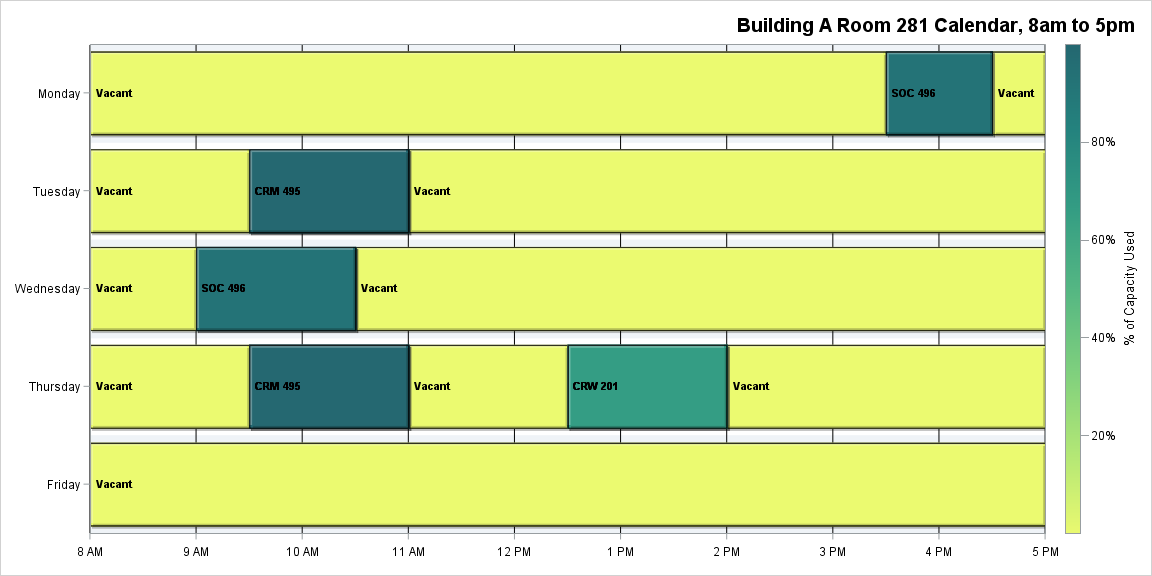 Building A Room 281 Calendar, 8am to 5pm
Monday
Vacant
SOC 496
Vacant
Tuesday
Vacant
CRM 495
Vacant
Wednesday
Vacant
SOC 496
Vacant
Thursday
Vacant
CRM 495
Vacant
CRW 201
Vacant
Friday
Vacant
8 AM
9 AM
10 AM
11 AM
12 PM
1 PM
2 PM
3 PM
4 PM
5 PM
80%
60%
40%
20%
% of Capacity Used